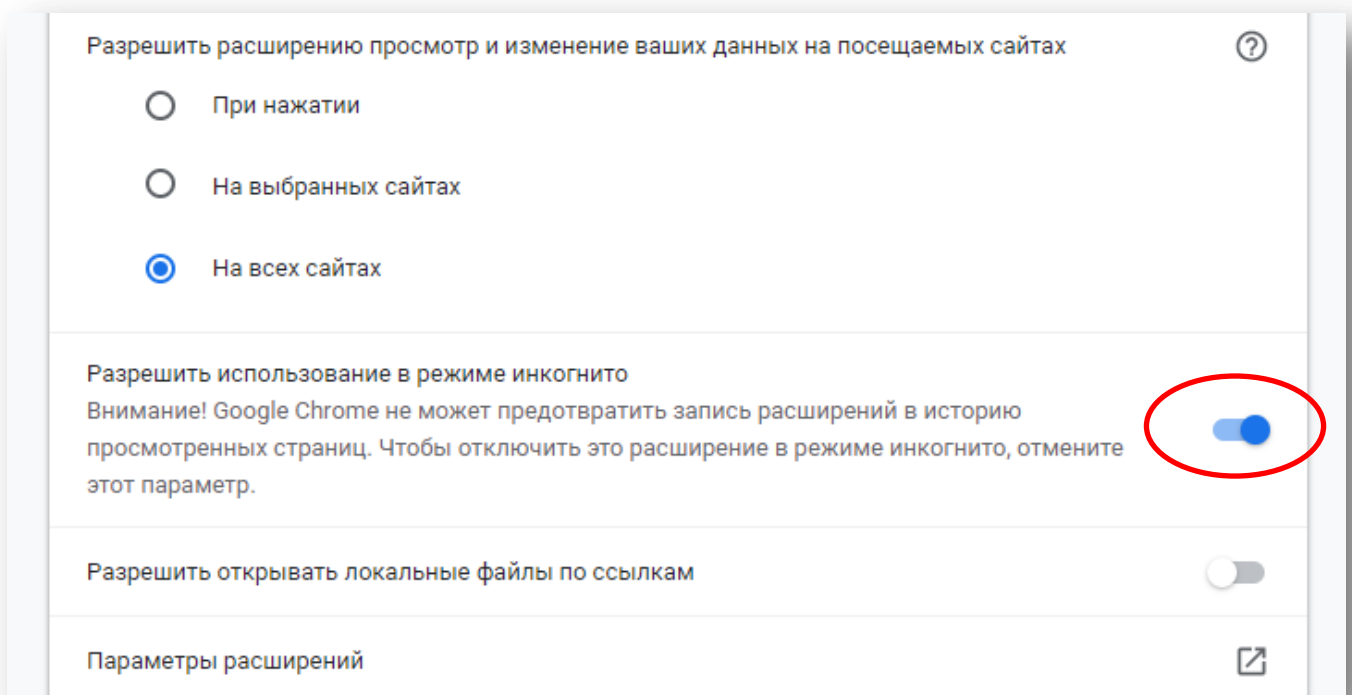 Разрешить расширению просмотр и изменение ваших данных на посещаемых сайтах
При нажатии
На выбранных сайтах
На всех сайтах
Разрешить использование в режиме инкогнито
Внимание! Google Chrome не может предотвратить запись расширений в историю
просмотренных страниц. Чтобы отключить это расширение в режиме инкогнито, отмените
этот параметр.
Разрешить открывать локальные файлы по ссылкам
Параметры расширений